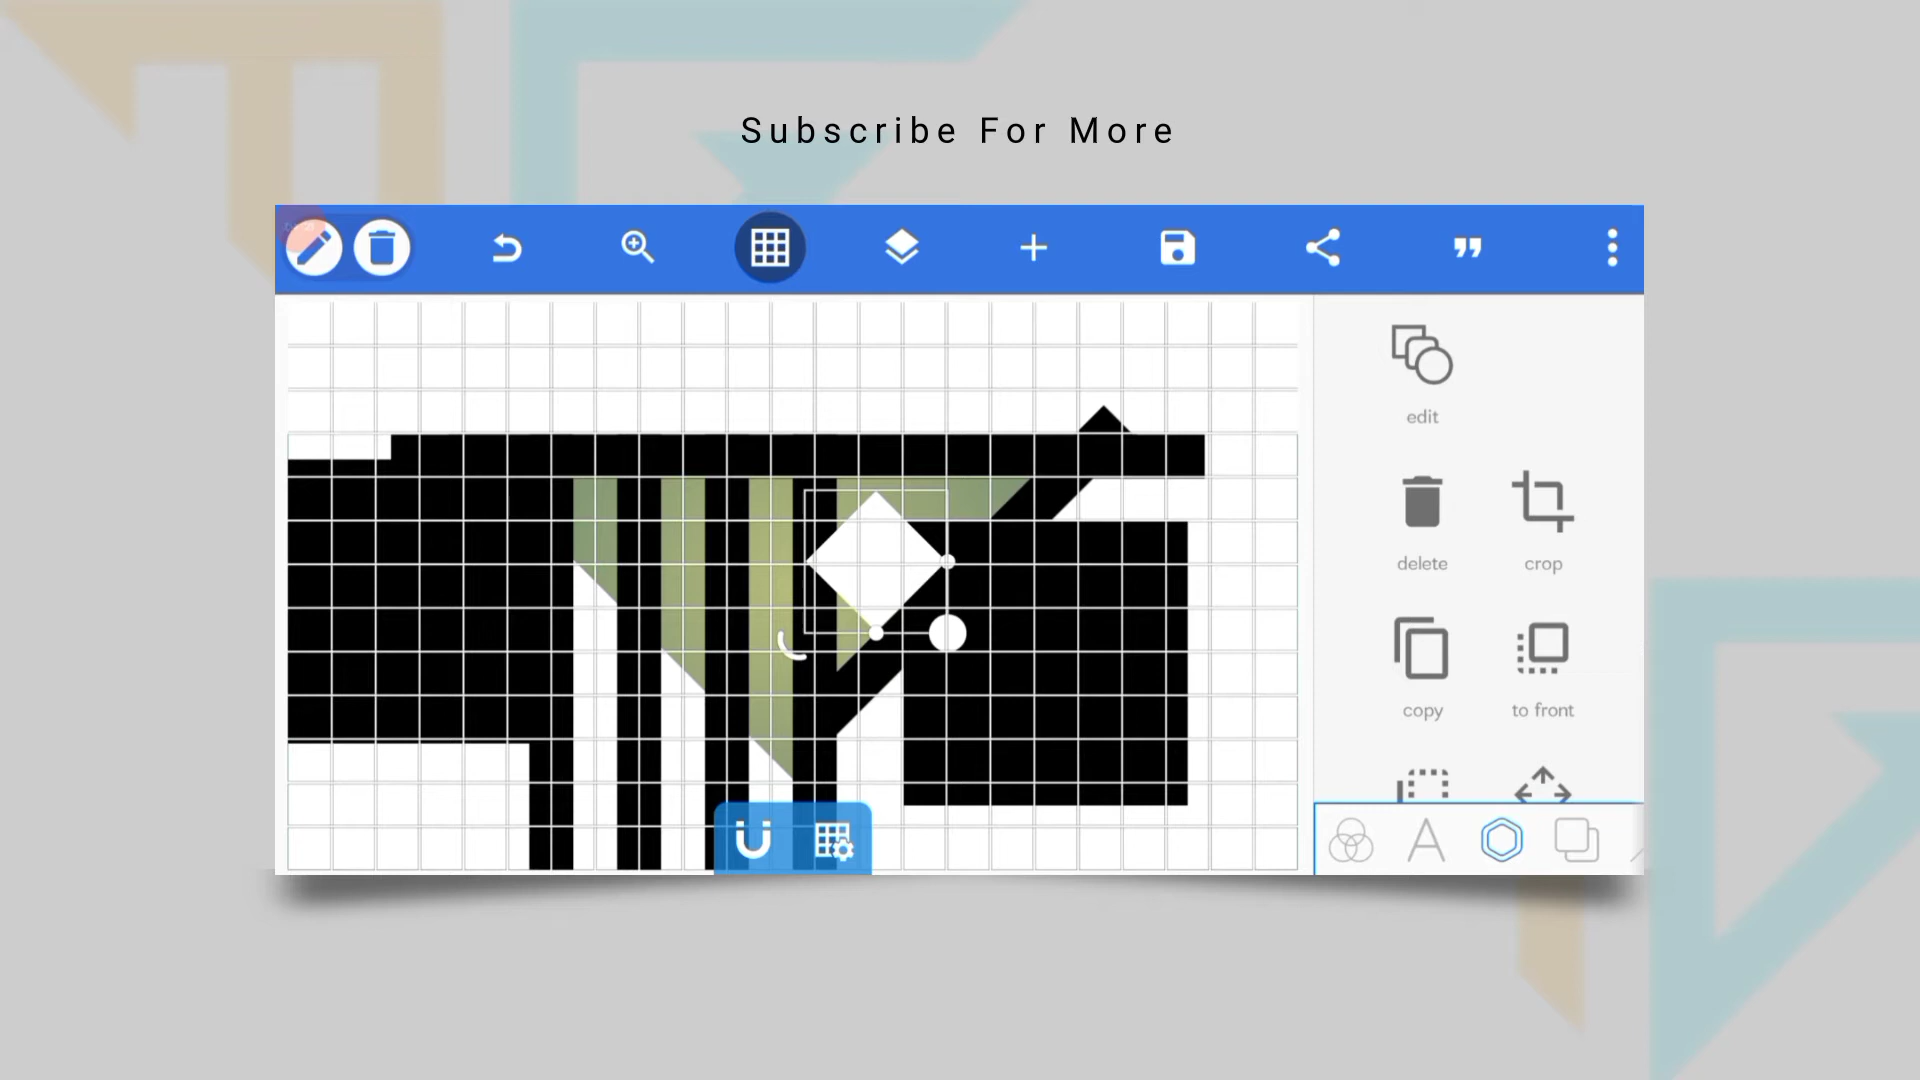 Subscribe For More
edit
delete
crop
copy
to front